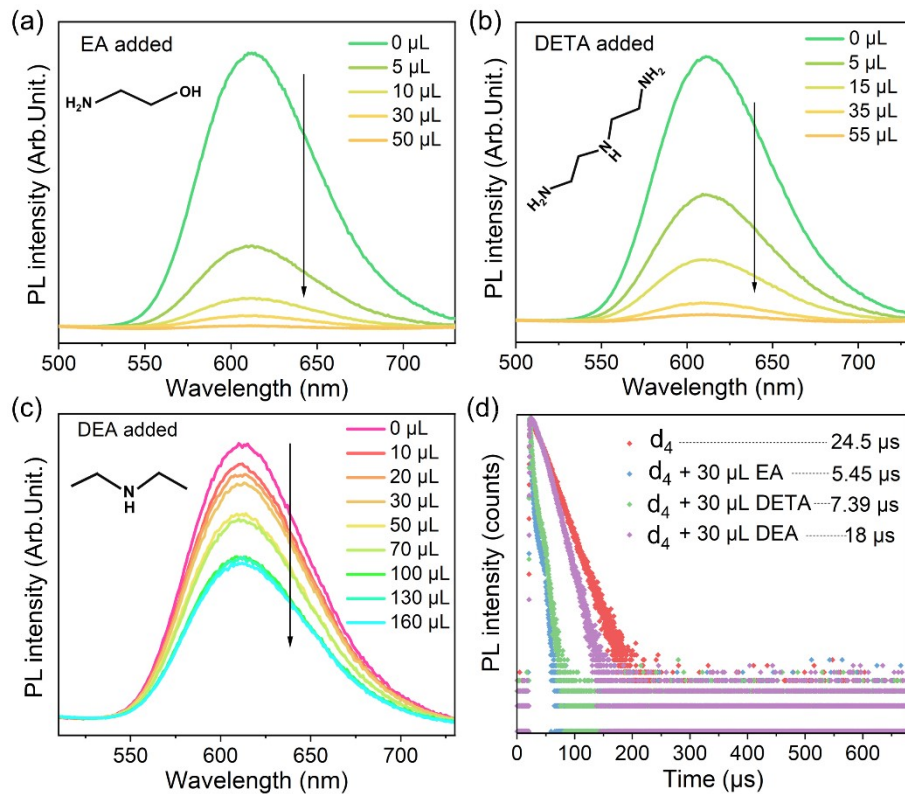 (a)
EA added
H₂N
OH
0 µL
5 µL
10 µL
30 µL
50 µL
PL intensity (Arb.Unit.)
500 550 600 650 700
Wavelength (nm)
(b)
DETA added
NH₂
N
H
H₂N
0 µL
5 µL
15 µL
35 µL
55 µL
PL intensity (Arb.Unit.)
500 550 600 650 700
Wavelength (nm)
(c)
DEA added
N
H
0 µL
10 µL
20 µL
30 µL
50 µL
70 µL
100 µL
130 µL
160 µL
PL intensity (Arb.Unit.)
550 600 650 700
Wavelength (nm)
(d)
d₄ 24.5 µs
d₄ + 30 µL EA 5.45 µs
d₄ + 30 µL DETA 7.39 µs
d₄ + 30 µL DEA 18 µs
PL intensity (counts)
0 100 200 300 400 500 600
Time (µs)